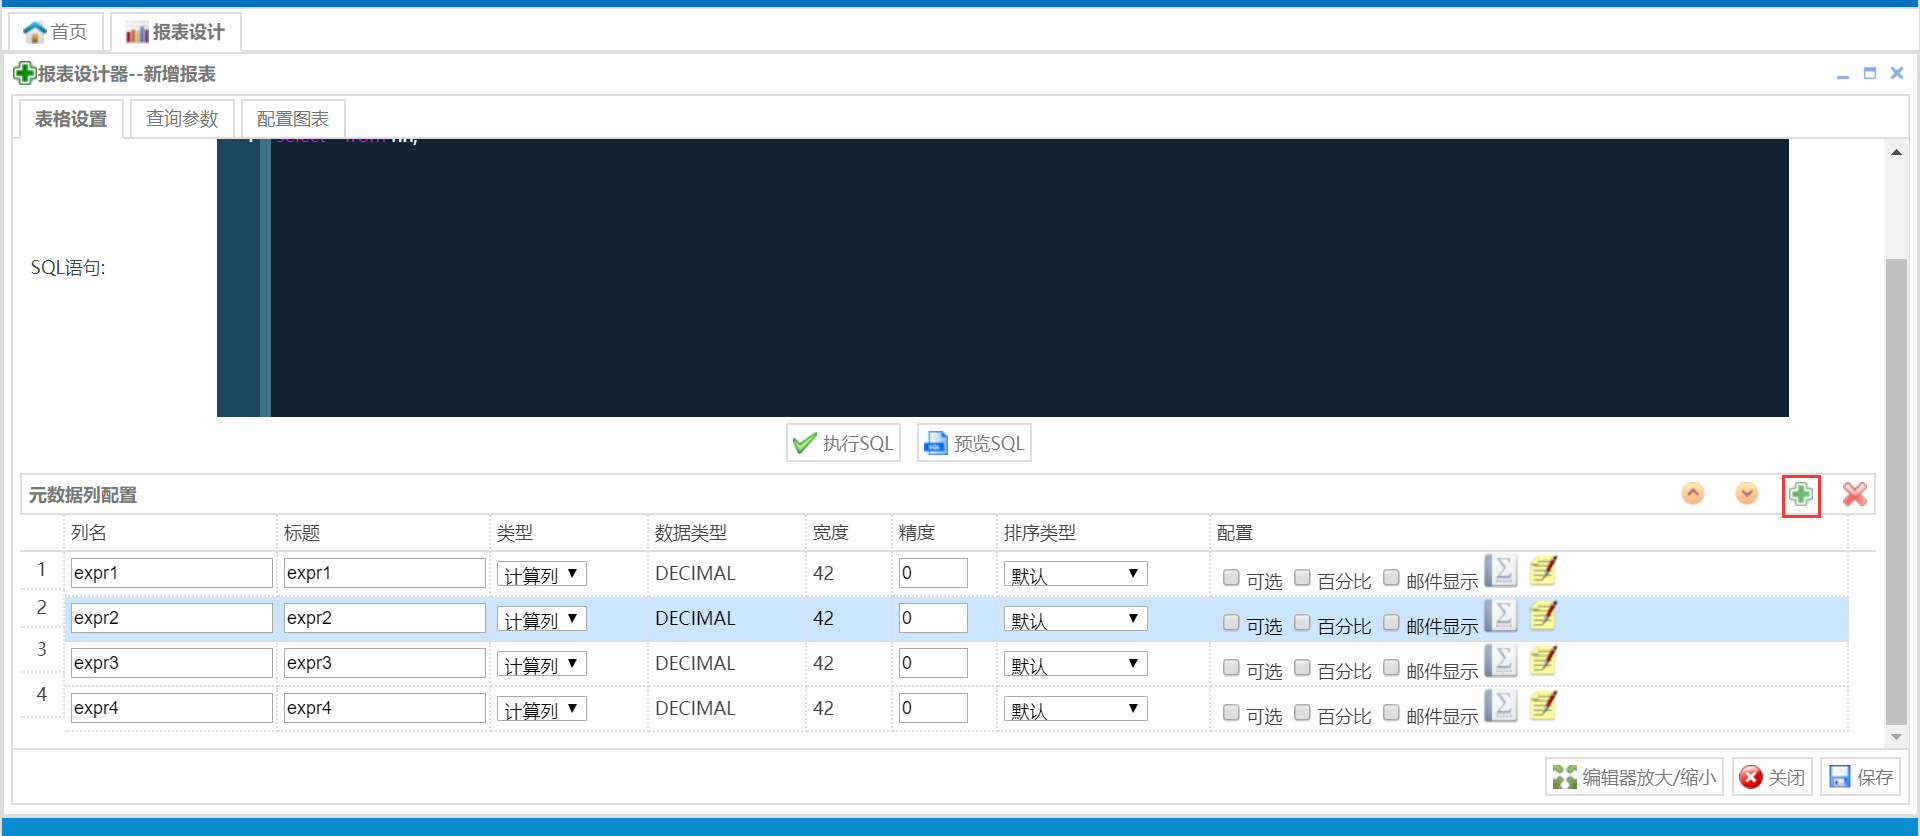 首页 报表设计
报表设计器--新增报表
表格设置 查询参数 配置图表
SQL语句:
执行SQL 预览SQL
元数据列配置
列名 标题 类型 数据类型 宽度 精度 排序类型 配置
1 expr1 expr1 计算列 DECIMAL 42 0 默认 可选 百分比 邮件显示
2 expr2 expr2 计算列 DECIMAL 42 0 默认 可选 百分比 邮件显示
3 expr3 expr3 计算列 DECIMAL 42 0 默认 可选 百分比 邮件显示
4 expr4 expr4 计算列 DECIMAL 42 0 默认 可选 百分比 邮件显示
编辑器放大/缩小 关闭 保存